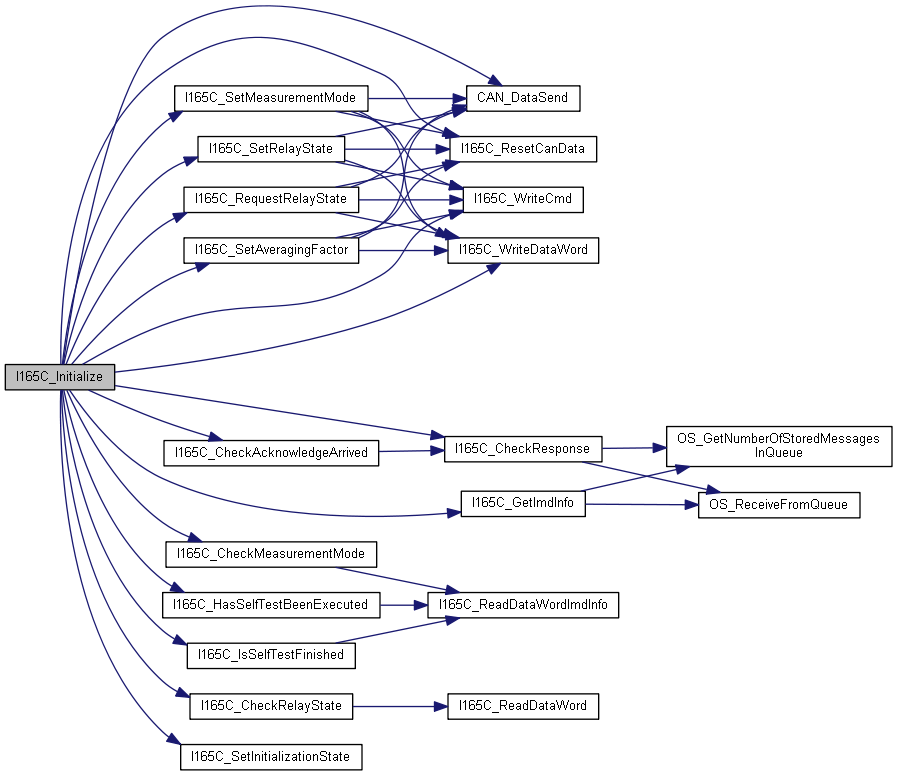 I165C_SetMeasurementMode
CAN_DataSend
I165C_SetRelayState
I165C_ResetCanData
I165C_RequestRelayState
I165C_WriteCmd
I165C_SetAveragingFactor
I165C_WriteDataWord
I165C_Initialize
I165C_CheckAcknowledgeArrived
I165C_CheckResponse
OS_GetNumberOfStoredMessages
InQueue
I165C_GetImdInfo
OS_ReceiveFromQueue
I165C_CheckMeasurementMode
I165C_HasSelfTestBeenExecuted
I165C_ReadDataWordImdInfo
I165C_IsSelfTestFinished
I165C_CheckRelayState
I165C_ReadDataWord
I165C_SetInitializationState